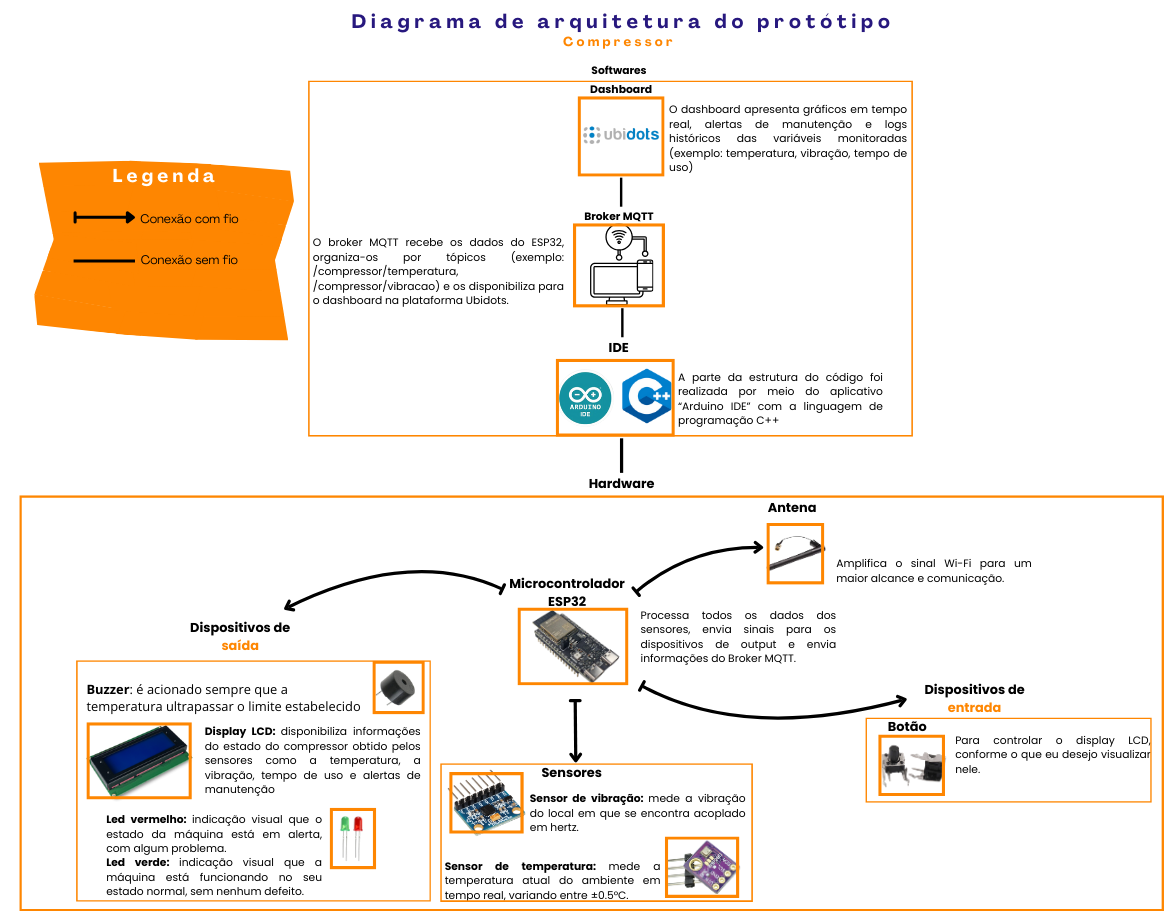 Diagrama de arquitetura do protótipo
Compressor
Softwares
Dashboard
ubidots
O dashboard apresenta gráficos em tempo
real, alertas de manutenção e logs
históricos das variáveis monitoradas
(exemplo: temperatura, vibração, tempo de
uso)
Legenda
Conexão com fio
Conexão sem fio
Broker MQTT
O broker MQTT recebe os dados do ESP32,
organiza-os por tópicos (exemplo:
/compressor/temperatura,
/compressor/vibracao) e os disponibiliza para
o dashboard na plataforma Ubidots.
IDE
ARDUINO
IDE
C++
A parte da estrutura do código foi
realizada por meio do aplicativo
“Arduino IDE” com a linguagem de
programação C++
Hardware
Antena
Amplifica o sinal Wi-Fi para um
maior alcance e comunicação.
Microcontrolador
ESP32
Processa todos os dados dos
sensores, envia sinais para os
dispositivos de output e envia
informações do Broker MQTT.
Dispositivos de
saída
Buzzer: é acionado sempre que a
temperatura ultrapassar o limite estabelecido
Display LCD: disponibiliza informações
do estado do compressor obtido pelos
sensores como a temperatura, a
vibração, tempo de uso e alertas de
manutenção
Led vermelho: indicação visual que o
estado da máquina está em alerta,
com algum problema.
Led verde: indicação visual que a
máquina está funcionando no seu
estado normal, sem nenhum defeito.
Sensores
Sensor de vibração: mede a vibração
do local em que se encontra acoplado
em hertz.
Sensor de temperatura: mede a
temperatura atual do ambiente em
tempo real, variando entre ±0.5ºC.
Dispositivos de
entrada
Botão
Para controlar o display LCD,
conforme o que eu desejo visualizar
nele.